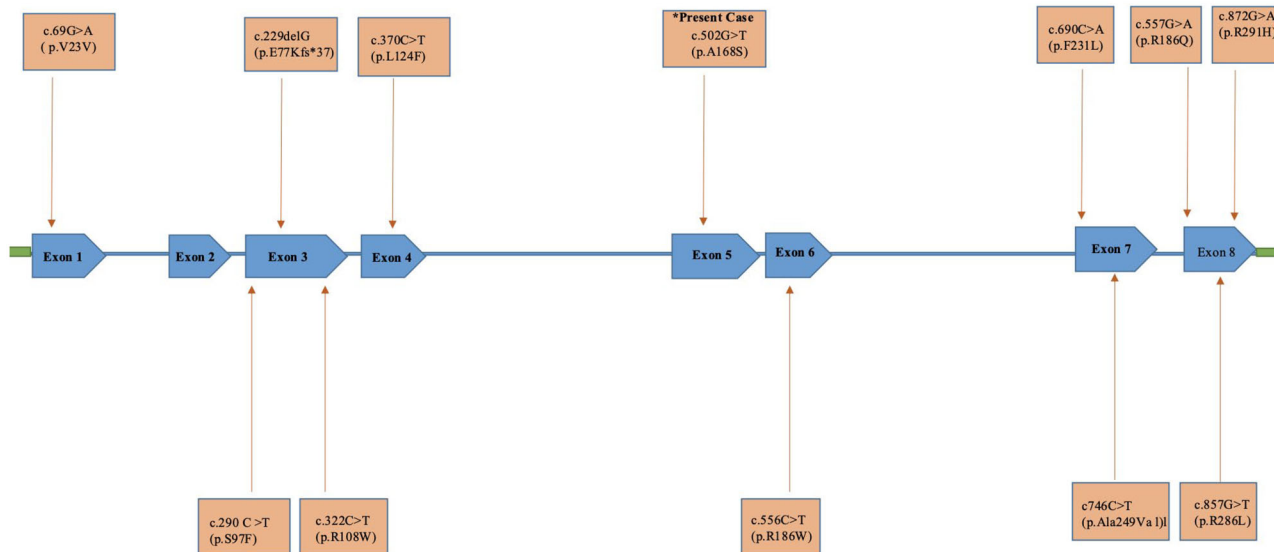 c.69G>A
( p.V23V)
c.229delG
(p.E77Kfs*37)
c.370C>T
(p.L124F)
*Present Case
c.502G>T
(p.A168S)
c.690C>A
(p.F231L)
c.557G>A
(p.R186Q)
c.872G>A
(p.R291H)
Exon 1
Exon 2
Exon 3
Exon 4
Exon 5
Exon 6
Exon 7
Exon 8
c.290 C >T
(p.S97F)
c.322C>T
(p.R108W)
c.556C>T
(p.R186W)
c746C>T
(p.Ala249Va l)l
c.857G>T
(p.R286L)